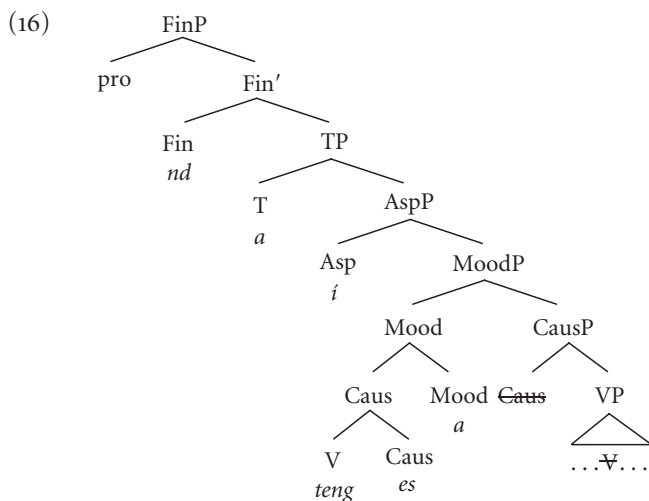 (16) FinP
pro Fin′
Fin TP
nd
T AspP
a
Asp MoodP
í
Mood CausP
Caus Mood Caus VP
a
V Caus ...V.....
teng es